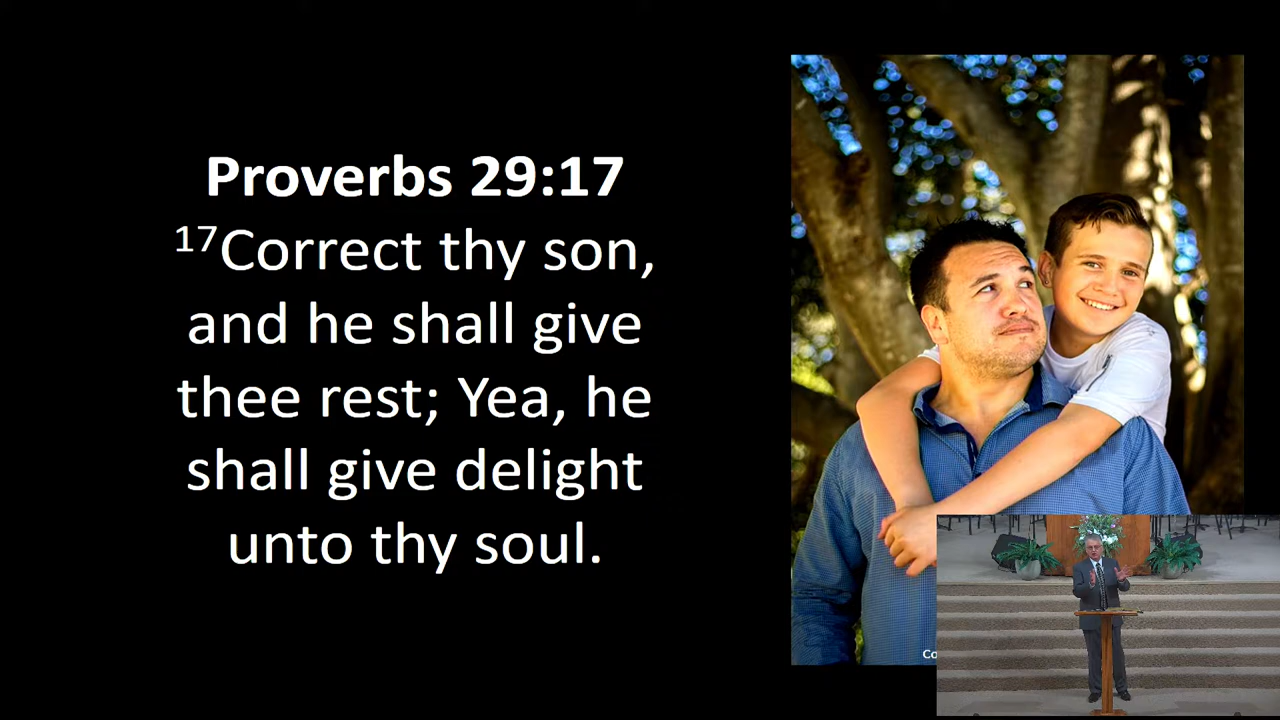 Proverbs 29:17
¹⁷Correct thy son,
and he shall give
thee rest; Yea, he
shall give delight
unto thy soul.